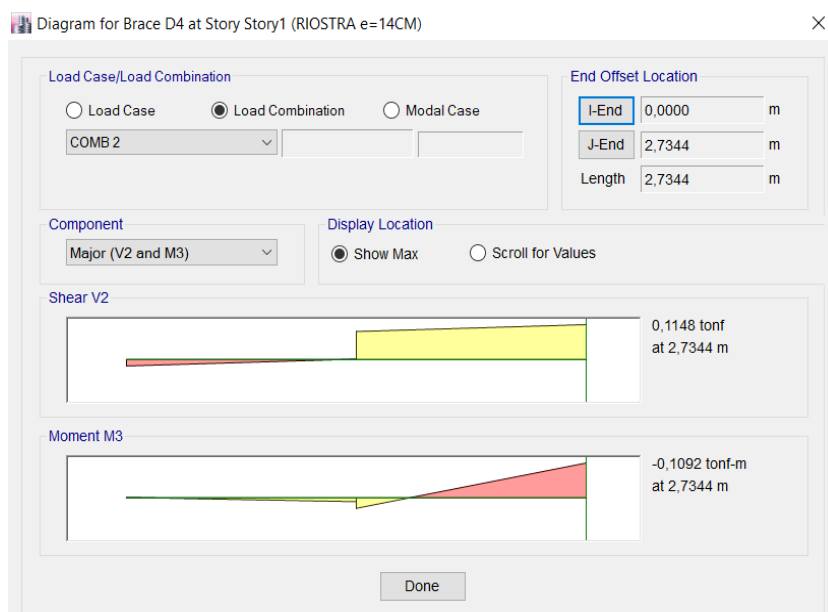 Diagram for Brace D4 at Story Story1 (RIOSTRA e=14CM)
Load Case/Load Combination
Load Case
Load Combination
Modal Case
COMB 2
End Offset Location
I-End 0,0000 m
J-End 2,7344 m
Length 2,7344 m
Component
Major (V2 and M3)
Display Location
Show Max
Scroll for Values
Shear V2
0,1148 tonf
at 2,7344 m
Moment M3
-0,1092 tonf-m
at 2,7344 m
Done